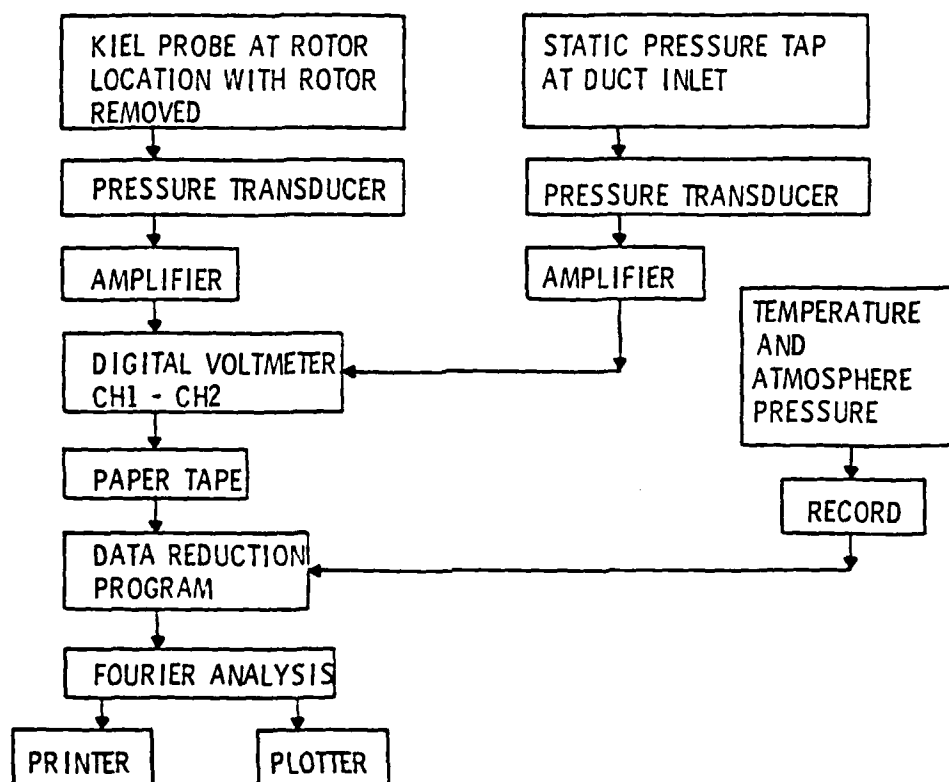 KIEL PROBE AT ROTOR
LOCATION WITH ROTOR
REMOVED
STATIC PRESSURE TAP
AT DUCT INLET
PRESSURE TRANSDUCER
PRESSURE TRANSDUCER
AMPLIFIER
AMPLIFIER
TEMPERATURE
AND
ATMOSPHERE
PRESSURE
DIGITAL VOLTMETER
CH1 - CH2
PAPER TAPE
RECORD
DATA REDUCTION
PROGRAM
FOURIER ANALYSIS
PRINTER
PLOTTER